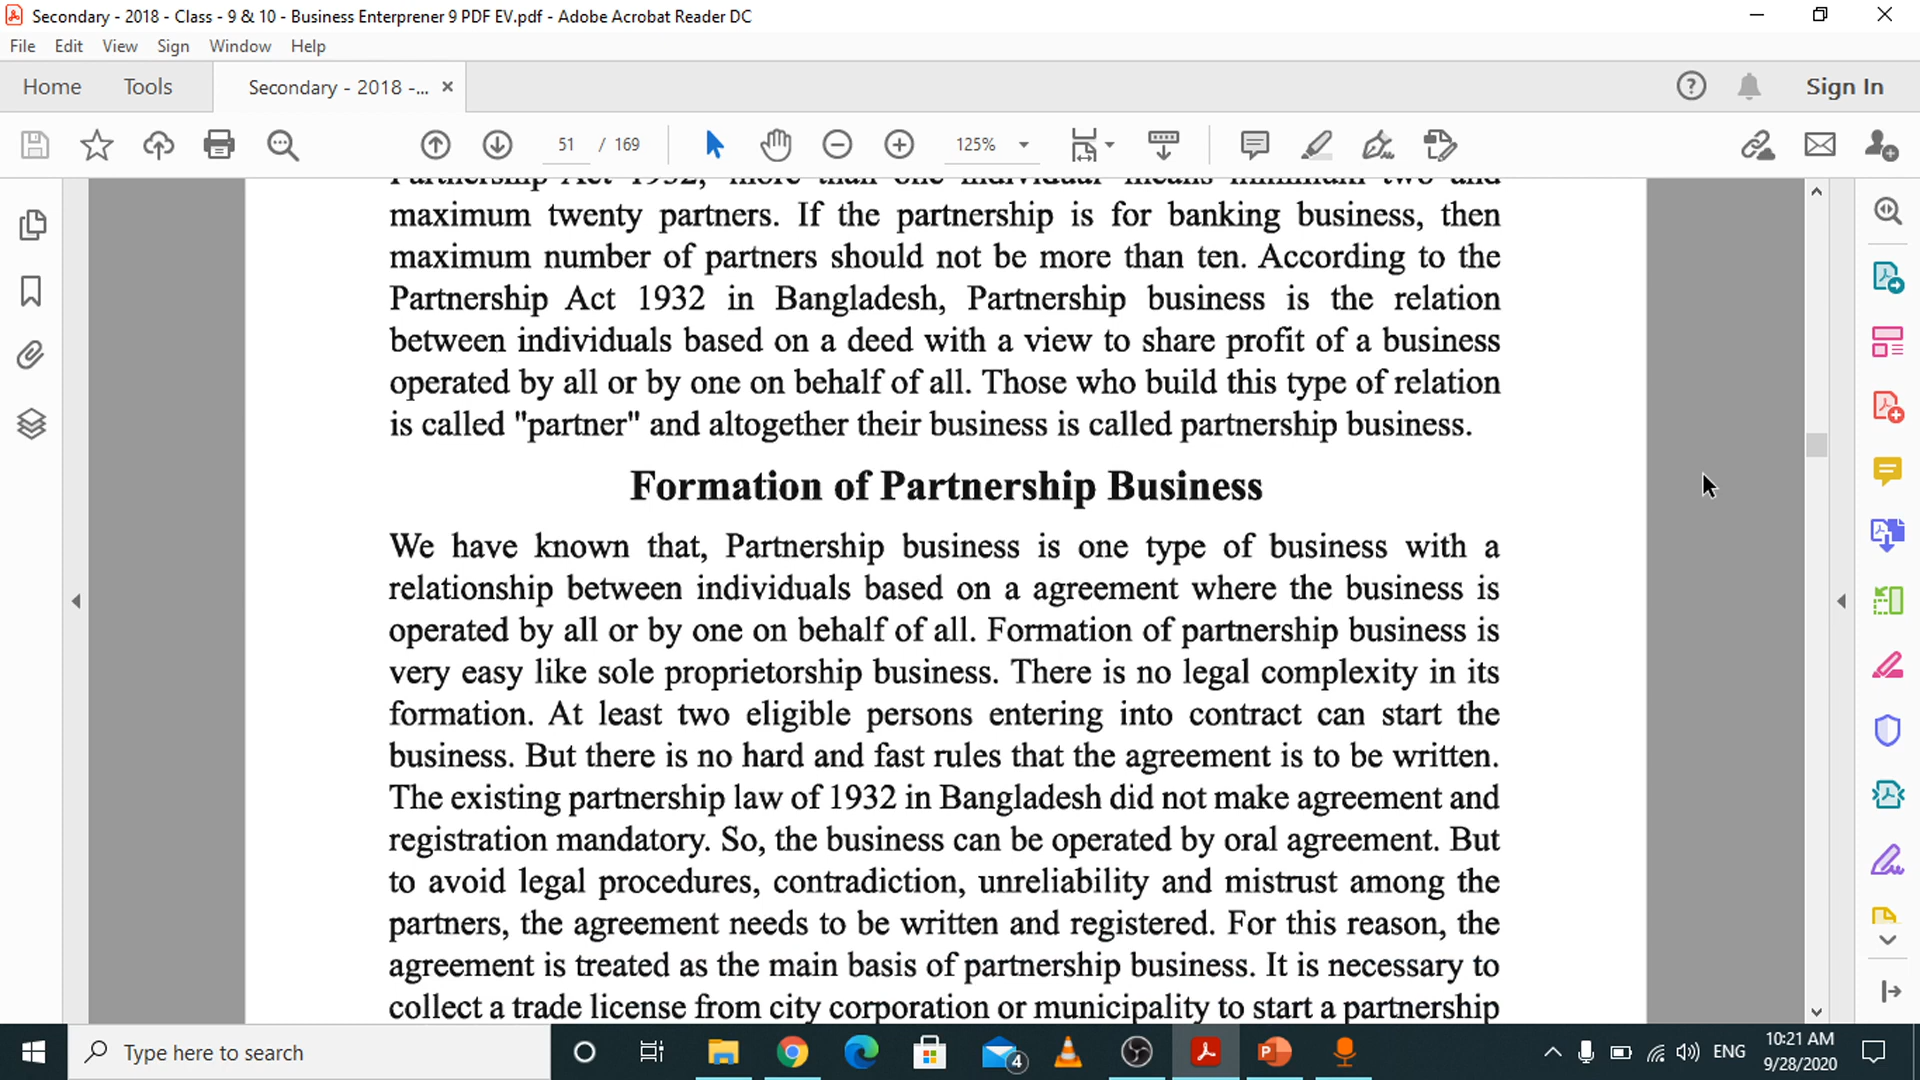 Secondary - 2018 - Class - 9 & 10 - Business Enterprener 9 PDF EV.pdf - Adobe Acrobat Reader DC
File Edit View Sign Window Help
Home Tools Secondary - 2018 -... × Sign In
51 / 169 125%
Partnership Act 1932, more than one individual means minimum two and
maximum twenty partners. If the partnership is for banking business, then
maximum number of partners should not be more than ten. According to the
Partnership Act 1932 in Bangladesh, Partnership business is the relation
between individuals based on a deed with a view to share profit of a business
operated by all or by one on behalf of all. Those who build this type of relation
is called "partner" and altogether their business is called partnership business.
Formation of Partnership Business
We have known that, Partnership business is one type of business with a
relationship between individuals based on a agreement where the business is
operated by all or by one on behalf of all. Formation of partnership business is
very easy like sole proprietorship business. There is no legal complexity in its
formation. At least two eligible persons entering into contract can start the
business. But there is no hard and fast rules that the agreement is to be written.
The existing partnership law of 1932 in Bangladesh did not make agreement and
registration mandatory. So, the business can be operated by oral agreement. But
to avoid legal procedures, contradiction, unreliability and mistrust among the
partners, the agreement needs to be written and registered. For this reason, the
agreement is treated as the main basis of partnership business. It is necessary to
collect a trade license from city corporation or municipality to start a partnership
Type here to search 4 ENG 10:21 AM
9/28/2020